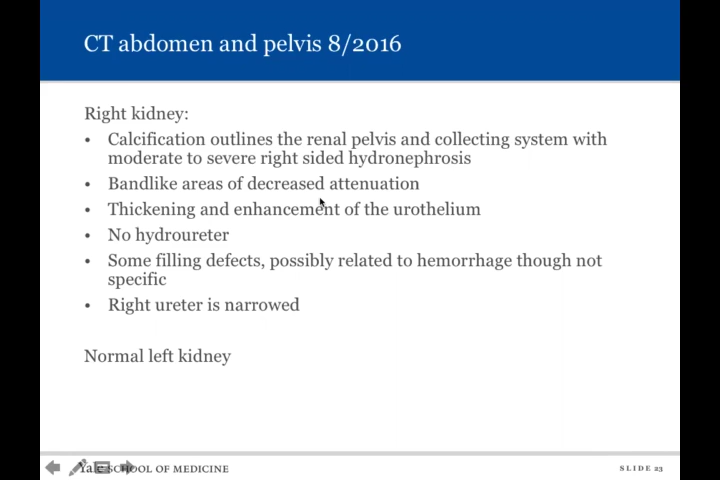 CT abdomen and pelvis 8/2016
Right kidney:
• Calcification outlines the renal pelvis and collecting system with
moderate to severe right sided hydronephrosis
• Bandlike areas of decreased attenuation
• Thickening and enhancement of the urothelium
• No hydroureter
• Some filling defects, possibly related to hemorrhage though not
specific
• Right ureter is narrowed
Normal left kidney
Yale SCHOOL OF MEDICINE
SLIDE 23